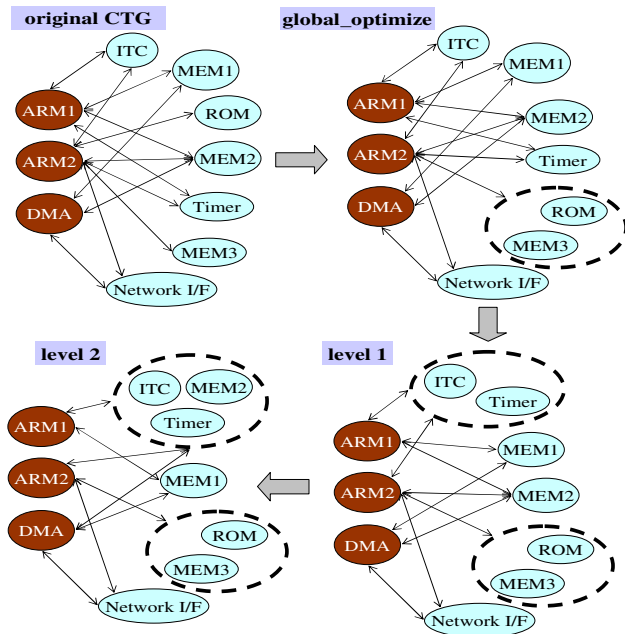 original CTG
ITC
MEM1
ARM1
ROM
ARM2
MEM2
DMA
Timer
MEM3
Network I/F
global_optimize
ITC
MEM1
ARM1
MEM2
ARM2
Timer
DMA
ROM
MEM3
Network I/F
level 2
ITC
MEM2
Timer
ARM1
ARM2
MEM1
DMA
ROM
MEM3
Network I/F
level 1
ITC
Timer
ARM1
MEM1
ARM2
MEM2
DMA
ROM
MEM3
Network I/F